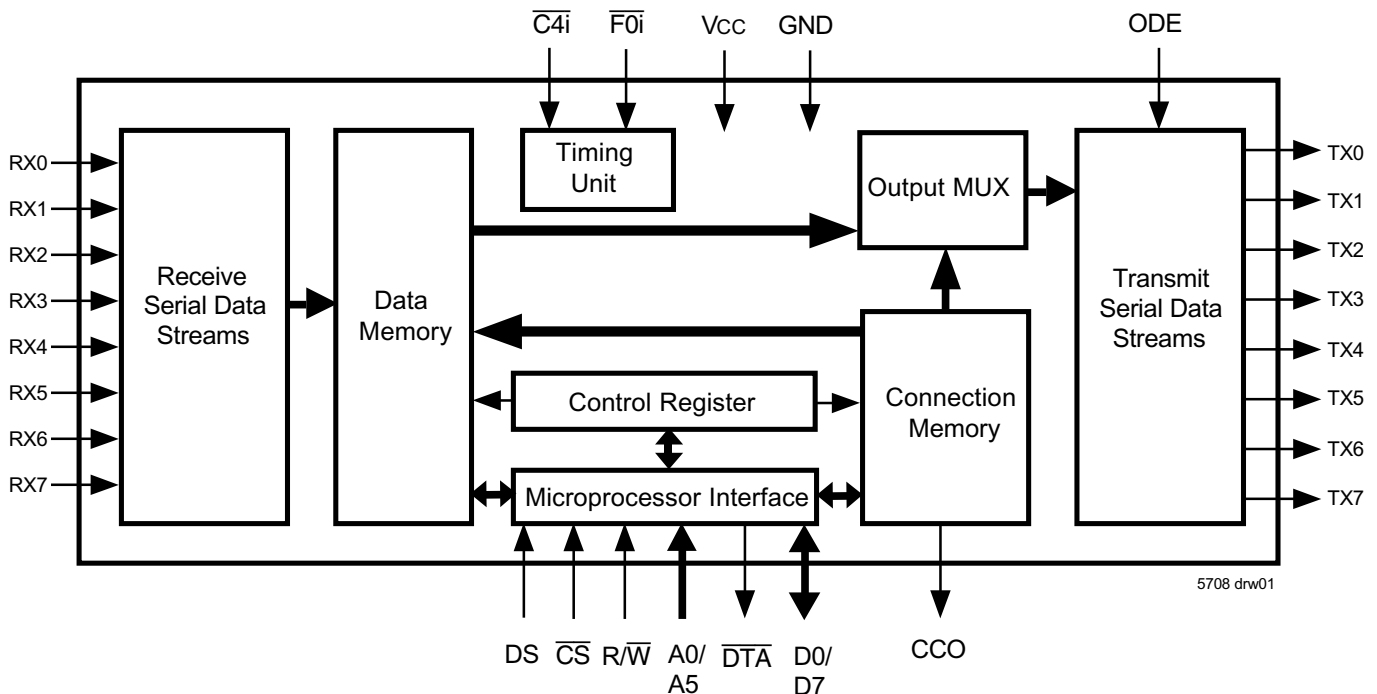 C4i F0i VCC GND ODE
RX0
RX1
RX2
RX3
RX4
RX5
RX6
RX7
Receive
Serial Data
Streams
Data
Memory
Timing
Unit
Output MUX
Control Register
Connection
Memory
Microprocessor Interface
Transmit
Serial Data
Streams
TX0
TX1
TX2
TX3
TX4
TX5
TX6
TX7
5708 drw01
DS CS R/W A0/ DTA D0/ CCO
A5 D7